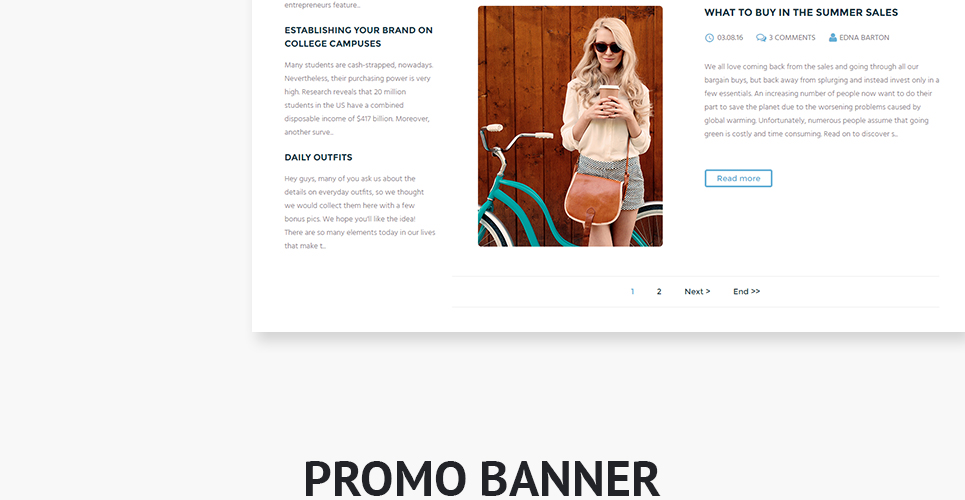 entrepreneurs feature...
ESTABLISHING YOUR BRAND ON
COLLEGE CAMPUSES
Many students are cash-strapped, nowadays.
Nevertheless, their purchasing power is very
high. Research reveals that 20 million
students in the US have a combined
disposable income of $417 billion. Moreover,
another surve...
DAILY OUTFITS
Hey guys, many of you ask us about the
details on everyday outfits, so we thought
we would collect them here with a few
bonus pics. We hope you'll like the idea!
There are so many elements today in our lives
that make t...
WHAT TO BUY IN THE SUMMER SALES
03.08.16 3 COMMENTS EDNA BARTON
We all love coming back from the sales and going through all our
bargain buys, but back away from splurging and instead invest only in a
few essentials. An increasing number of people now want to do their
part to save the planet due to the worsening problems caused by
global warming. Unfortunately, numerous people assume that going
green is costly and time consuming. Read on to discover s...
Read more
1 2 Next > End >>
PROMO BANNER